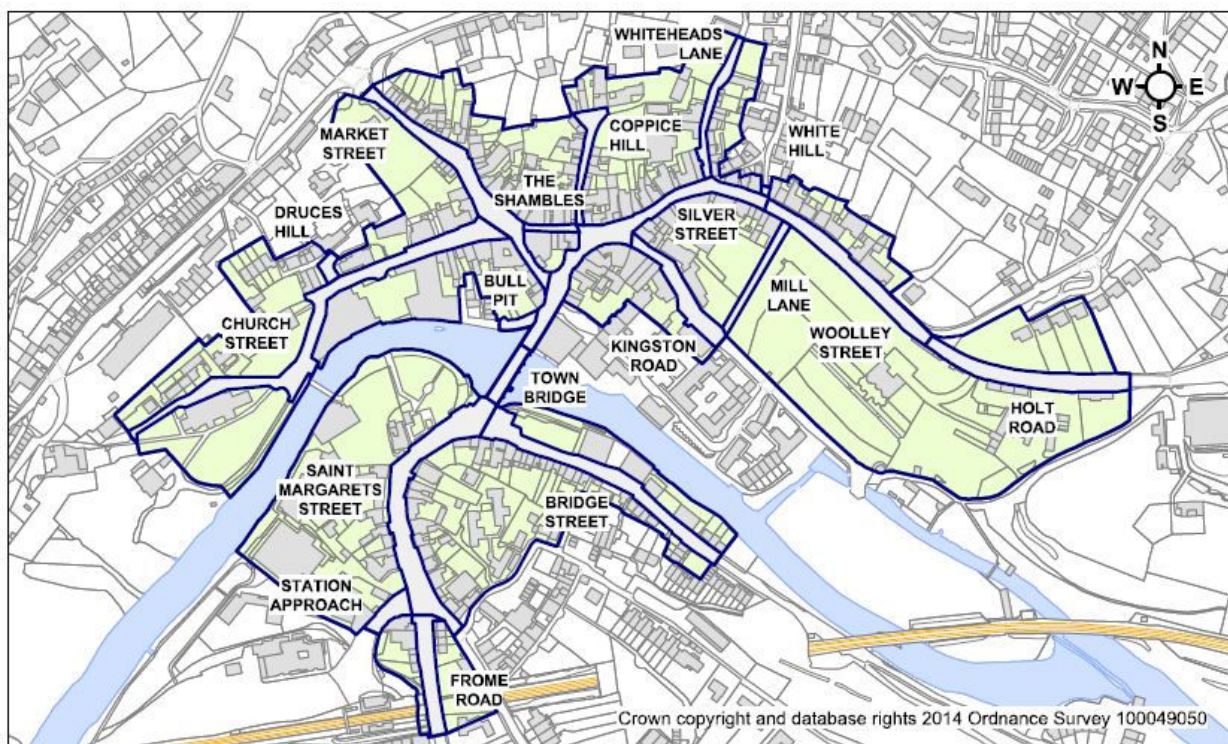 WHITEHEADS
LANE
N
W E
S
MARKET
STREET
COPPICE
HILL
WHITE
HILL
THE
SHAMBLES
DRUCES
HILL
SILVER
STREET
BULL
PIT
MILL
LANE
CHURCH
STREET
KINGSTON
ROAD
WOOLLEY
STREET
TOWN
BRIDGE
HOLT
ROAD
SAINT
MARGARETS
STREET
BRIDGE
STREET
STATION
APPROACH
FROME
ROAD
Crown copyright and database rights 2014 Ordnance Survey 100049050